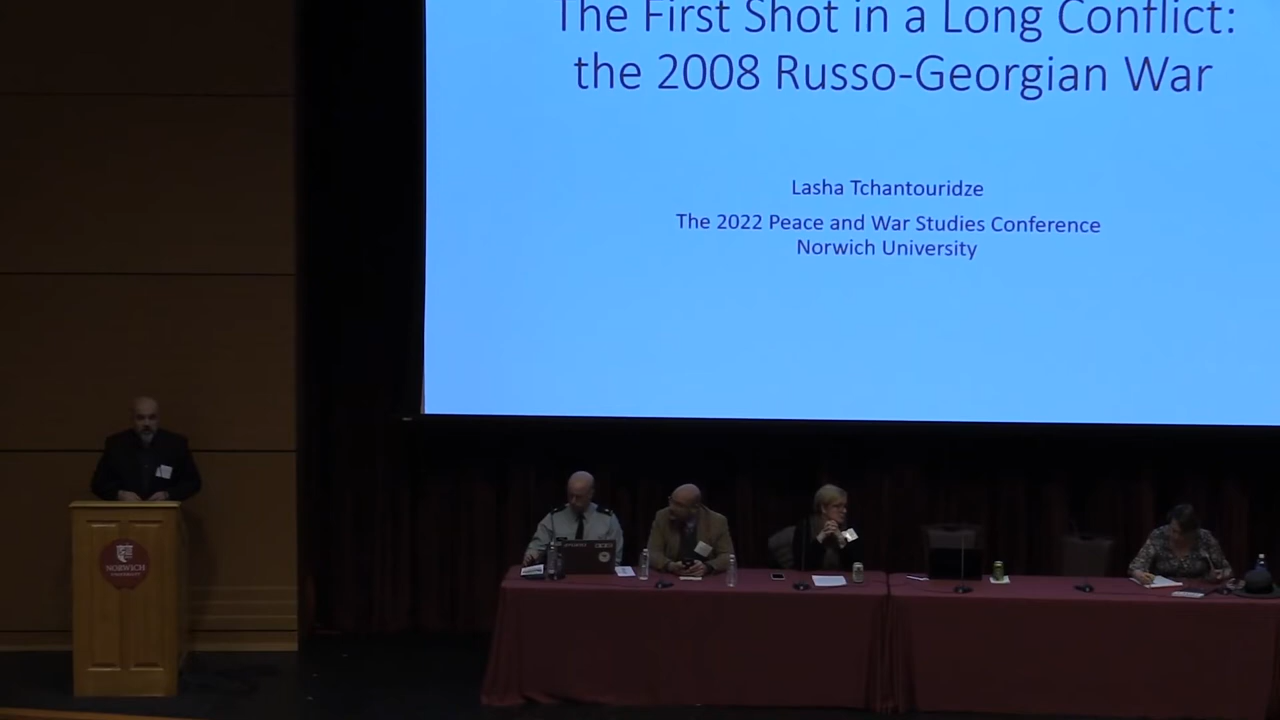 The First Shot in a Long Conflict:
the 2008 Russo-Georgian War
Lasha Tchantouridze
The 2022 Peace and War Studies Conference
Norwich University
NORWICH
UNIVERSITY